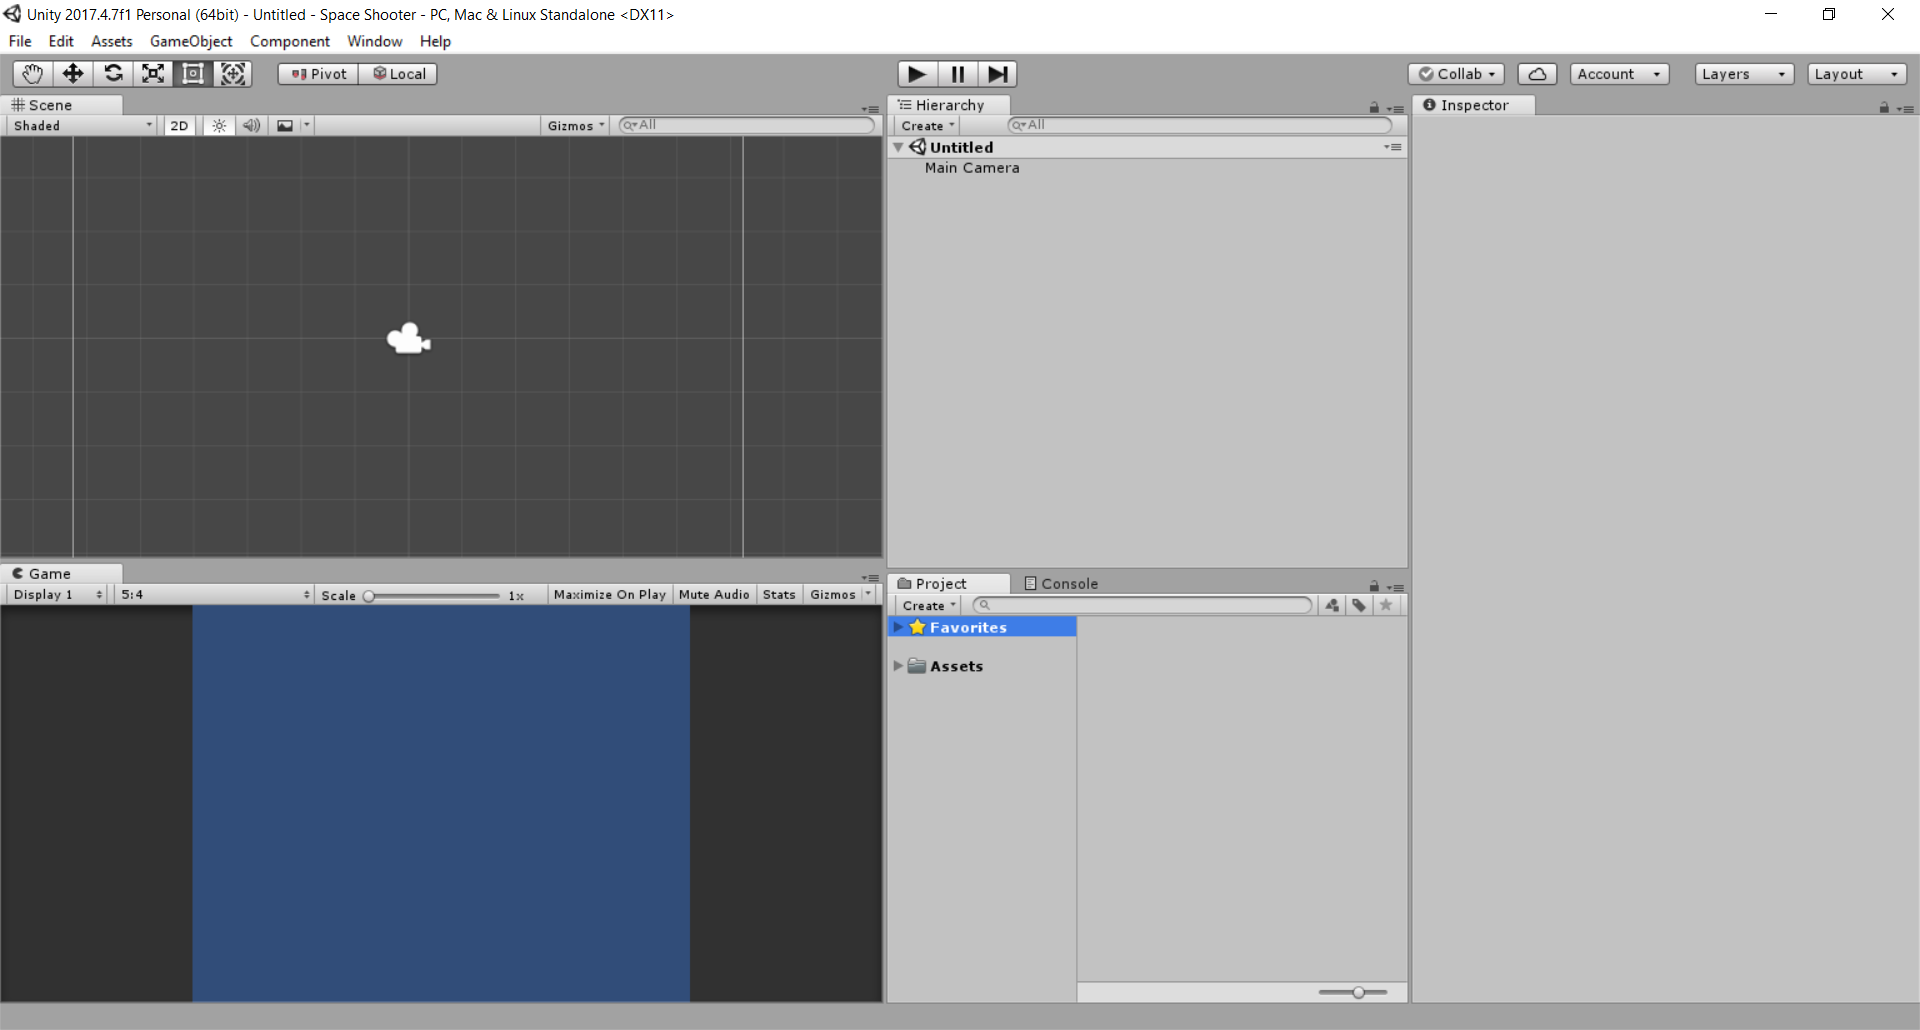 Unity 2017.4.7f1 Personal (64bit) - Untitled - Space Shooter - PC, Mac & Linux Standalone <DX11>
File Edit Assets GameObject Component Window Help
Pivot Local Collab Account Layers Layout
Scene
Shaded 2D Gizmos All
Hierarchy
Create All
Untitled
Main Camera
Inspector
Game
Display 1 5:4 Scale 1x Maximize On Play Mute Audio Stats Gizmos
Project Console
Create
Favorites
Assets